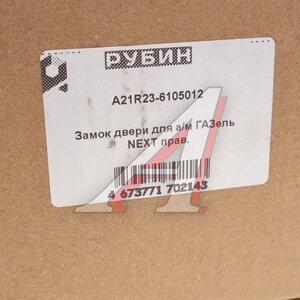 РУБИН
A21R23-6105012
Замок двери для а/м ГАЗель
NEXT прав.
4 673771 702143